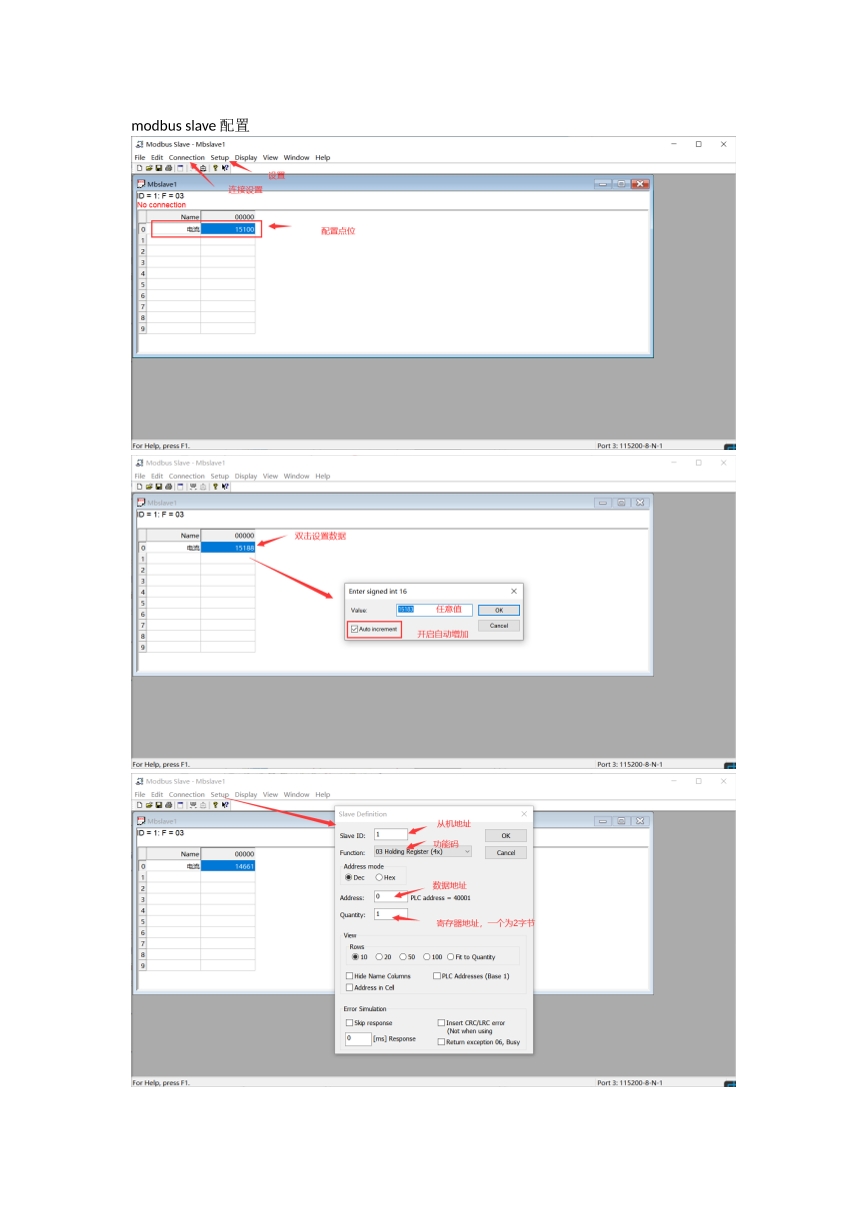 modbus slave 配置
Modbus Slave - Mbslave1
File Edit Connection Setup Display View Window Help
设置
Mbslave1
连接设置
ID = 1: F = 03
No connection
Name 00000
0 电流 15100
配置点位
1
2
3
4
5
6
7
8
9
For Help, press F1. Port 3: 115200-8-N-1
Modbus Slave - Mbslave1
File Edit Connection Setup Display View Window Help
Mbslave1
ID = 1: F = 03
Name 00000
双击设置数据
0 电流 15188
1
2
3
4
5
6
7
8
9
Enter signed int 16
Value: 任意值 OK
Auto increment Cancel
开启自动增加
For Help, press F1. Port 3: 115200-8-N-1
Modbus Slave - Mbslave1
File Edit Connection Setup Display View Window Help
Mbslave1
ID = 1: F = 03
Name 00000
0 电流 14661
1
2
3
4
5
6
7
8
9
Slave Definition
从机地址
Slave ID: 1 OK
功能码
Function: 03 Holding Register (4x) Cancel
Address mode
Dec Hex
数据地址
Address: 0 PLC address = 40001
Quantity: 1
寄存器地址，一个为2字节
View
Rows
10 20 50 100 Fit to Quantity
Hide Name Columns PLC Addresses (Base 1)
Address in Cell
Error Simulation
Skip response Insert CRC/LRC error
(Not when using
0 [ms] Response
Return exception 06, Busy
For Help, press F1. Port 3: 115200-8-N-1